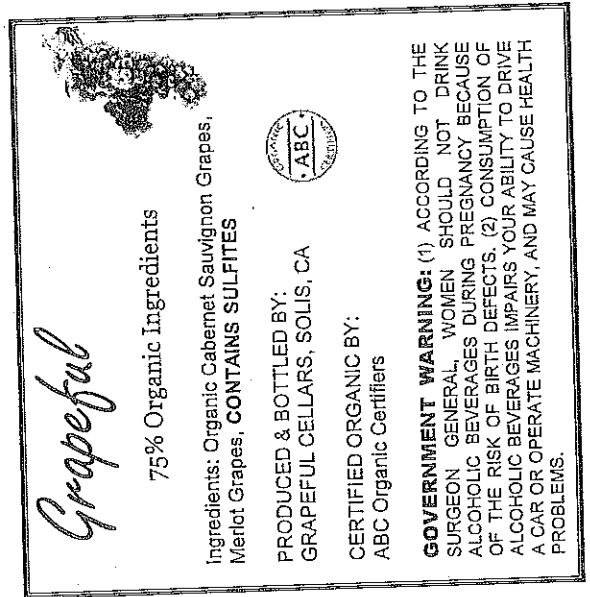 Grapeful
75% Organic Ingredients
Ingredients: Organic Cabernet Sauvignon Grapes,
Merlot Grapes, CONTAINS SULFITES
PRODUCED & BOTTLED BY:
GRAPEFUL CELLARS, SOLIS, CA
ORGANIC
• ABC •
CERTIFIERS
CERTIFIED ORGANIC BY:
ABC Organic Certifiers
GOVERNMENT WARNING: (1) ACCORDING TO THE
SURGEON GENERAL, WOMEN SHOULD NOT DRINK
ALCOHOLIC BEVERAGES DURING PREGNANCY BECAUSE
OF THE RISK OF BIRTH DEFECTS. (2) CONSUMPTION OF
ALCOHOLIC BEVERAGES IMPAIRS YOUR ABILITY TO DRIVE
A CAR OR OPERATE MACHINERY, AND MAY CAUSE HEALTH
PROBLEMS.